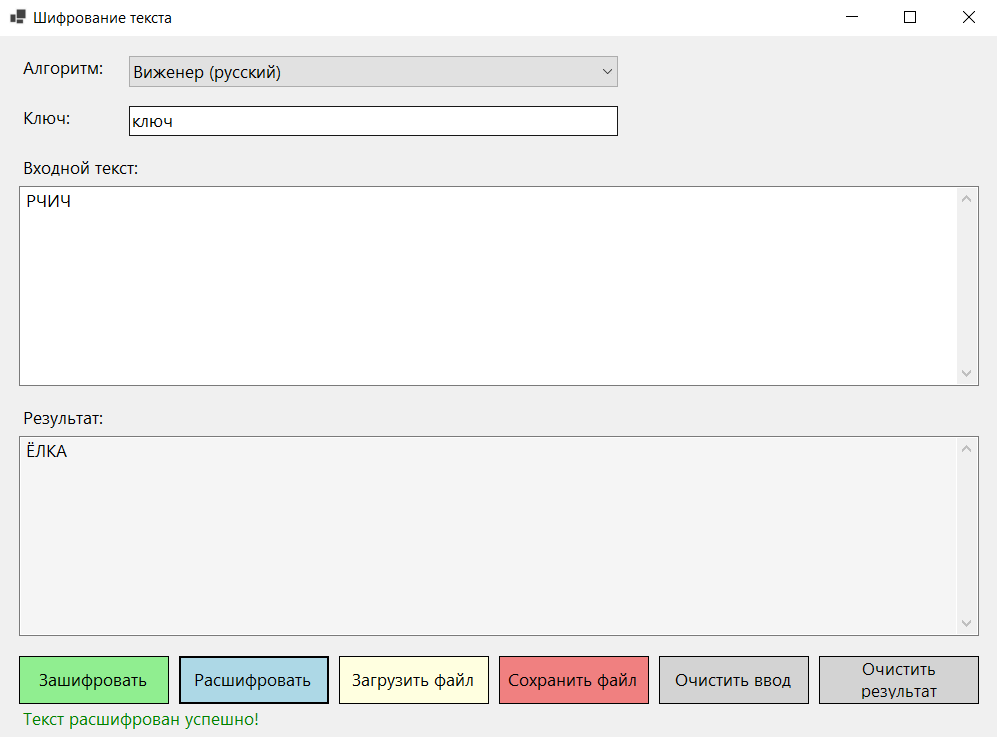 Шифрование текста
Алгоритм: Виженер (русский)
Ключ: ключ
Входной текст:
РЧИЧ
Результат:
ЁЛКА
Зашифровать Расшифровать Загрузить файл Сохранить файл Очистить ввод Очистить результат
Текст расшифрован успешно!